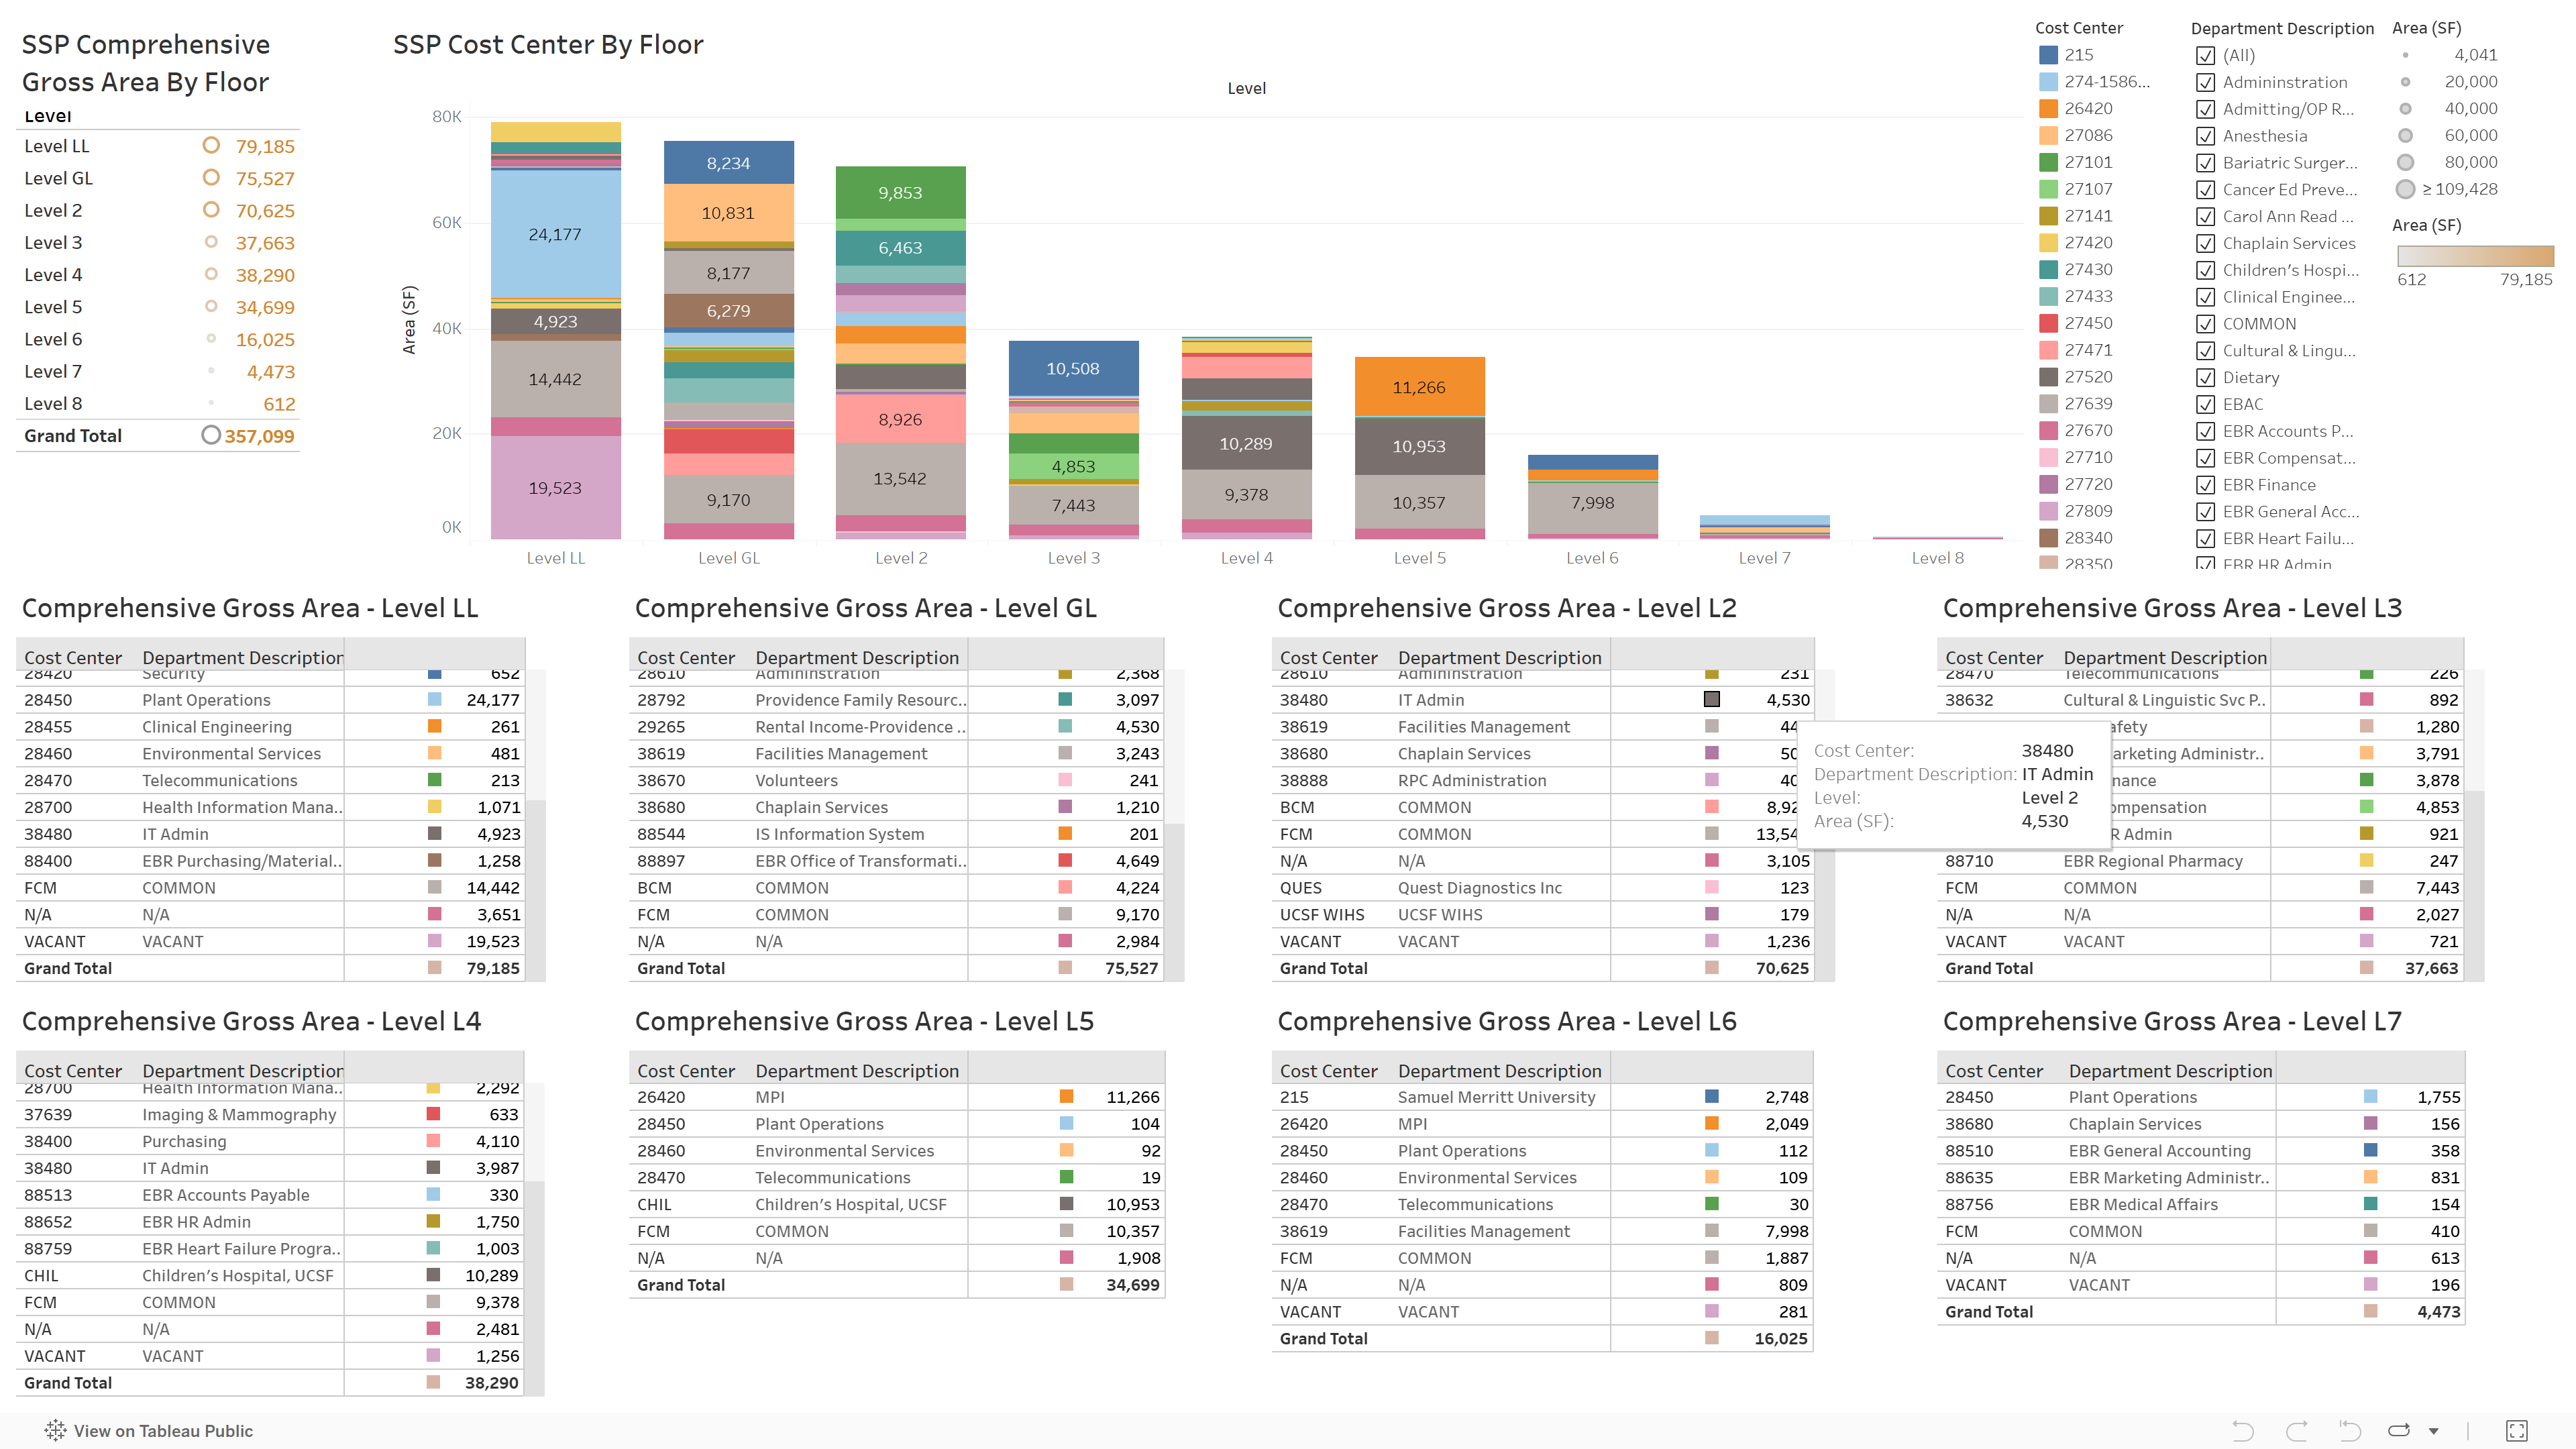 SSP Comprehensive
Gross Area By Floor
Level
Level LL 79,185
Level GL 75,527
Level 2 70,625
Level 3 37,663
Level 4 38,290
Level 5 34,699
Level 6 16,025
Level 7 4,473
Level 8 612
Grand Total 357,099
SSP Cost Center By Floor
Level
Area (SF)
80K
60K
40K
20K
0K
24,177
4,923
14,442
19,523
8,234
10,831
8,177
6,279
9,170
9,853
6,463
8,926
13,542
10,508
4,853
7,443
10,289
9,378
11,266
10,953
10,357
7,998
Level LL Level GL Level 2 Level 3 Level 4 Level 5 Level 6 Level 7 Level 8
Cost Center
215
274-1586...
26420
27086
27101
27107
27141
27420
27430
27433
27450
27471
27520
27639
27670
27710
27720
27809
28340
28350
Department Description
(All)
Admininstration
Admitting/OP R...
Anesthesia
Bariatric Surger...
Cancer Ed Preve...
Carol Ann Read ...
Chaplain Services
Children's Hospi...
Clinical Enginee...
COMMON
Cultural & Lingu...
Dietary
EBAC
EBR Accounts P...
EBR Compensat...
EBR Finance
EBR General Acc...
EBR Heart Failu...
EBR HR Admin
Area (SF)
4,041
20,000
40,000
60,000
80,000
≥ 109,428
Area (SF)
612 79,185
Comprehensive Gross Area - Level LL
Cost Center Department Description
28420 Security 652
28450 Plant Operations 24,177
28455 Clinical Engineering 261
28460 Environmental Services 481
28470 Telecommunications 213
28700 Health Information Mana.. 1,071
38480 IT Admin 4,923
88400 EBR Purchasing/Material.. 1,258
FCM COMMON 14,442
N/A N/A 3,651
VACANT VACANT 19,523
Grand Total 79,185
Comprehensive Gross Area - Level GL
Cost Center Department Description
28610 Admininstration 2,368
28792 Providence Family Resourc.. 3,097
29265 Rental Income-Providence .. 4,530
38619 Facilities Management 3,243
38670 Volunteers 241
38680 Chaplain Services 1,210
88544 IS Information System 201
88897 EBR Office of Transformati.. 4,649
BCM COMMON 4,224
FCM COMMON 9,170
N/A N/A 2,984
Grand Total 75,527
Comprehensive Gross Area - Level L2
Cost Center Department Description
28610 Admininstration 231
38480 IT Admin 4,530
38619 Facilities Management 44
38680 Chaplain Services 50
38888 RPC Administration 40
BCM COMMON 8,92
FCM COMMON 13,54
N/A N/A 3,105
QUES Quest Diagnostics Inc 123
UCSF WIHS UCSF WIHS 179
VACANT VACANT 1,236
Grand Total 70,625
Cost Center: 38480
Department Description: IT Admin
Level: Level 2
Area (SF): 4,530
Comprehensive Gross Area - Level L3
Cost Center Department Description
28470 Telecommunications 226
38632 Cultural & Linguistic Svc P.. 892
afety 1,280
arketing Administr.. 3,791
nance 3,878
ompensation 4,853
R Admin 921
88710 EBR Regional Pharmacy 247
FCM COMMON 7,443
N/A N/A 2,027
VACANT VACANT 721
Grand Total 37,663
Comprehensive Gross Area - Level L4
Cost Center Department Description
28700 Health Information Mana.. 2,292
37639 Imaging & Mammography 633
38400 Purchasing 4,110
38480 IT Admin 3,987
88513 EBR Accounts Payable 330
88652 EBR HR Admin 1,750
88759 EBR Heart Failure Progra.. 1,003
CHIL Children's Hospital, UCSF 10,289
FCM COMMON 9,378
N/A N/A 2,481
VACANT VACANT 1,256
Grand Total 38,290
Comprehensive Gross Area - Level L5
Cost Center Department Description
26420 MPI 11,266
28450 Plant Operations 104
28460 Environmental Services 92
28470 Telecommunications 19
CHIL Children's Hospital, UCSF 10,953
FCM COMMON 10,357
N/A N/A 1,908
Grand Total 34,699
Comprehensive Gross Area - Level L6
Cost Center Department Description
215 Samuel Merritt University 2,748
26420 MPI 2,049
28450 Plant Operations 112
28460 Environmental Services 109
28470 Telecommunications 30
38619 Facilities Management 7,998
FCM COMMON 1,887
N/A N/A 809
VACANT VACANT 281
Grand Total 16,025
Comprehensive Gross Area - Level L7
Cost Center Department Description
28450 Plant Operations 1,755
38680 Chaplain Services 156
88510 EBR General Accounting 358
88635 EBR Marketing Administr.. 831
88756 EBR Medical Affairs 154
FCM COMMON 410
N/A N/A 613
VACANT VACANT 196
Grand Total 4,473
View on Tableau Public